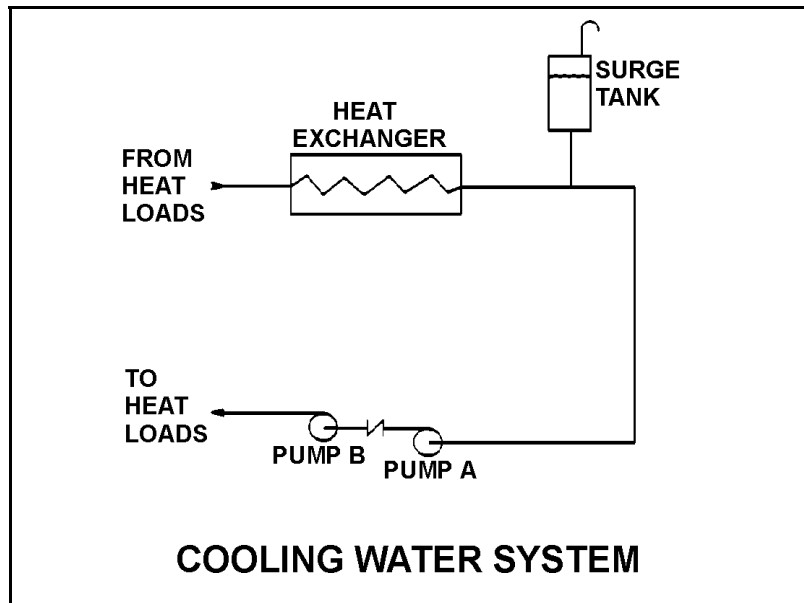 SURGE
TANK
HEAT
EXCHANGER
FROM
HEAT
LOADS
TO
HEAT
LOADS
PUMP B
PUMP A
COOLING WATER SYSTEM